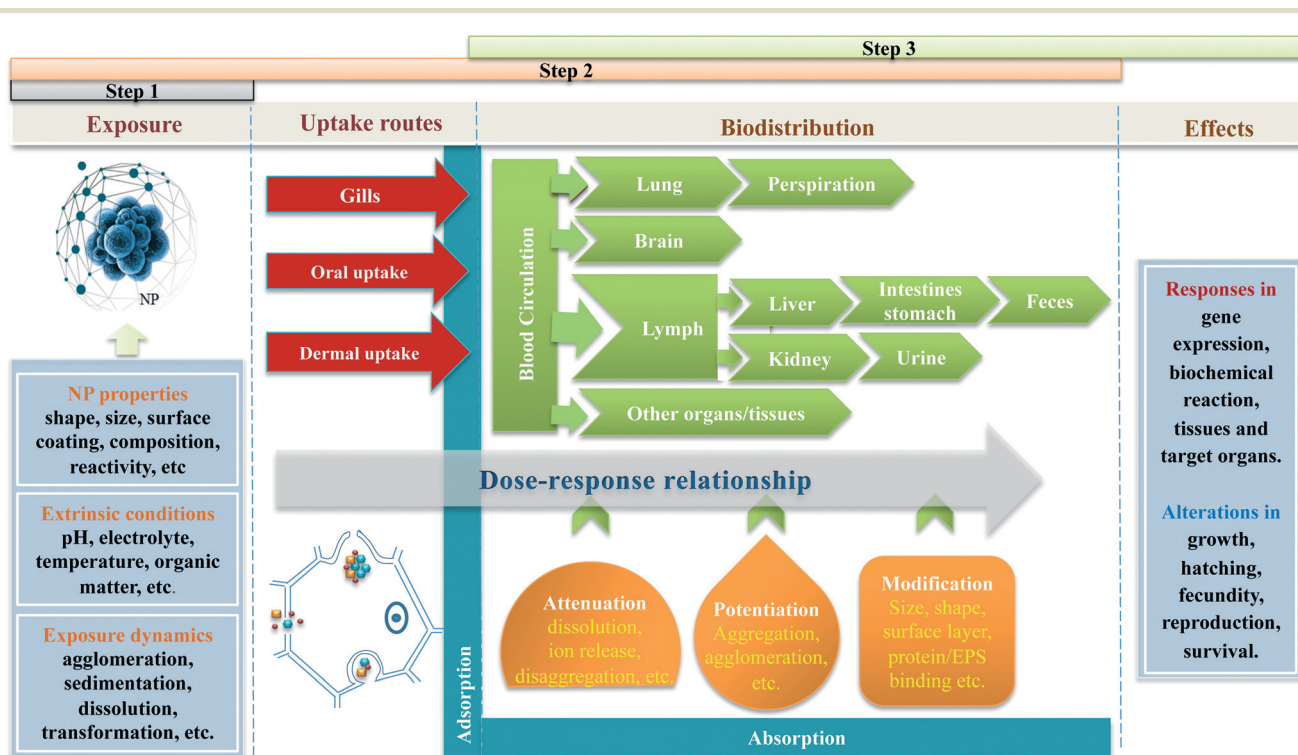 Step 3
Step 2
Step 1
Exposure
Uptake routes
Biodistribution
Effects
NP
NP properties
shape, size, surface
coating, composition,
reactivity, etc
Extrinsic conditions
pH, electrolyte,
temperature, organic
matter, etc.
Exposure dynamics
agglomeration,
sedimentation,
dissolution,
transformation, etc.
Gills
Oral uptake
Dermal uptake
Adsorption
Blood Circulation
Lung
Perspiration
Brain
Lymph
Liver
Intestines
stomach
Feces
Kidney
Urine
Other organs/tissues
Dose-response relationship
Attenuation
dissolution,
ion release,
disaggregation, etc.
Potentiation
Aggregation,
agglomeration,
etc.
Modification
Size, shape,
surface layer,
protein/EPS
binding etc.
Absorption
Responses in
gene
expression,
biochemical
reaction,
tissues and
target organs.
Alterations in
growth,
hatching,
fecundity,
reproduction,
survival.